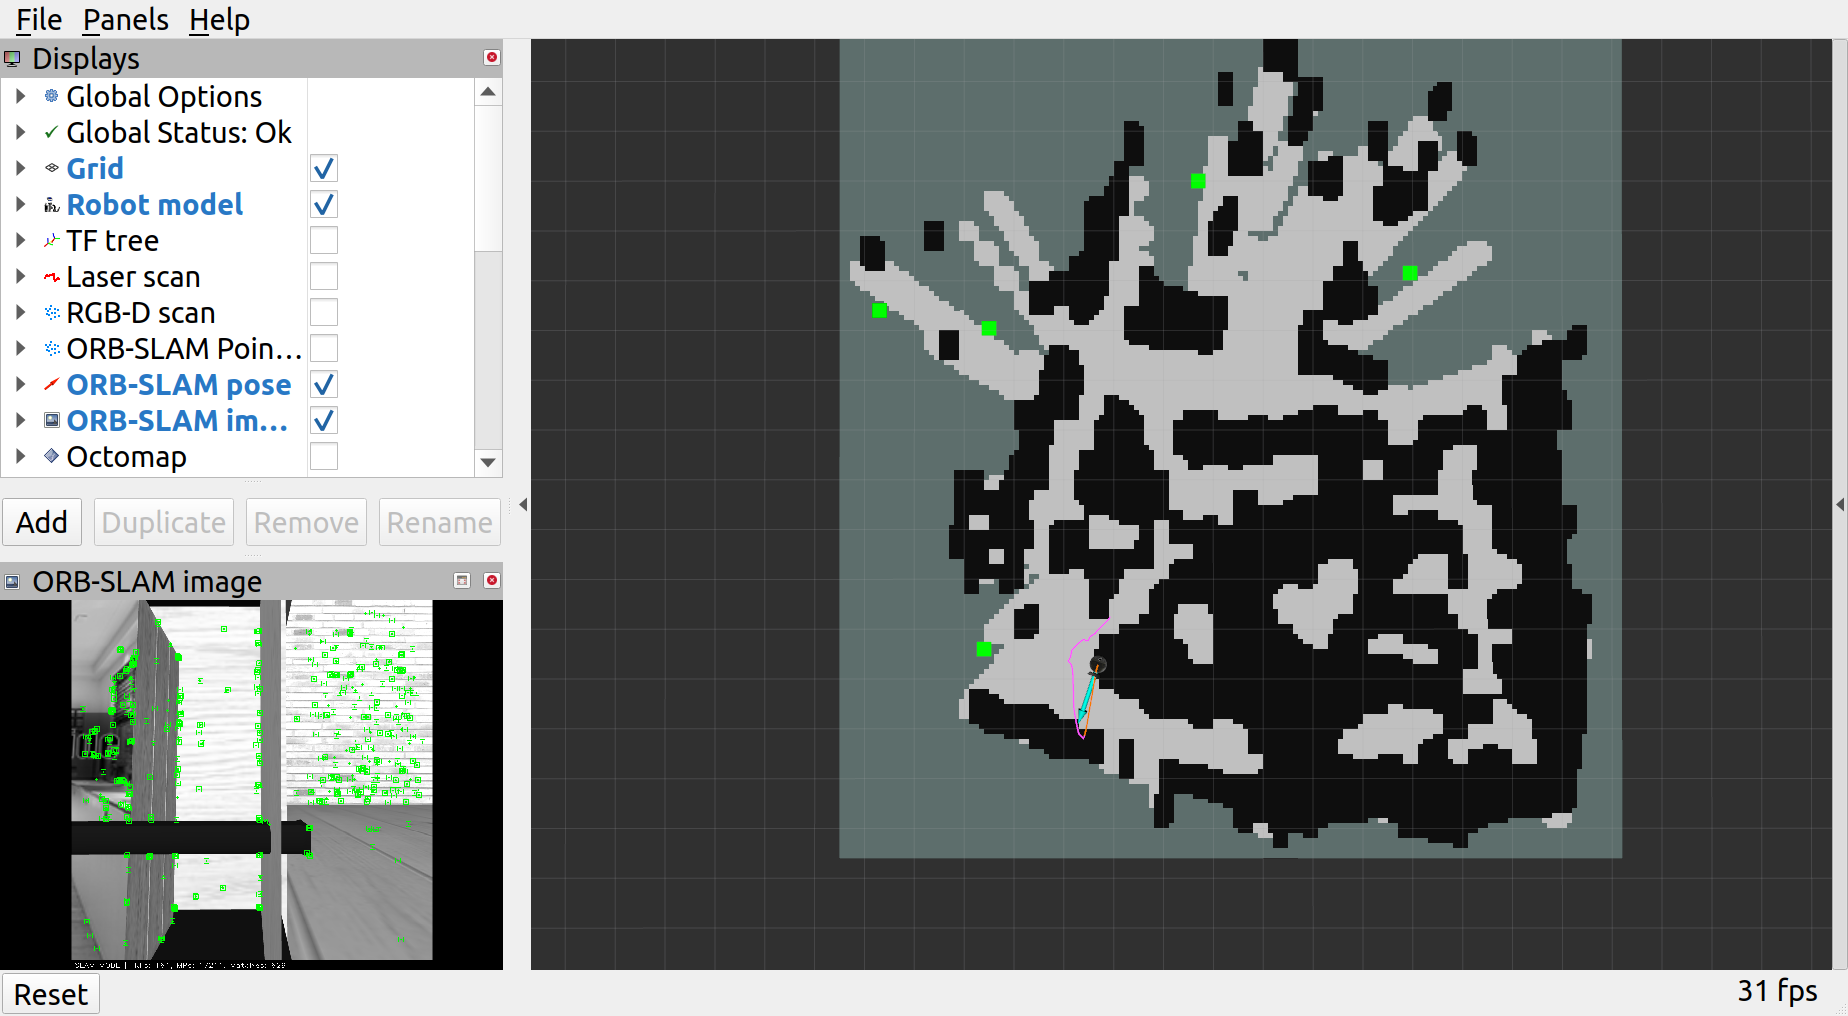 File Panels Help
Displays
Global Options
Global Status: Ok
Grid
Robot model
TF tree
Laser scan
RGB-D scan
ORB-SLAM Poin...
ORB-SLAM pose
ORB-SLAM im...
Octomap
Add Duplicate Remove Rename
ORB-SLAM image
SLAM MODE |
Reset
31 fps